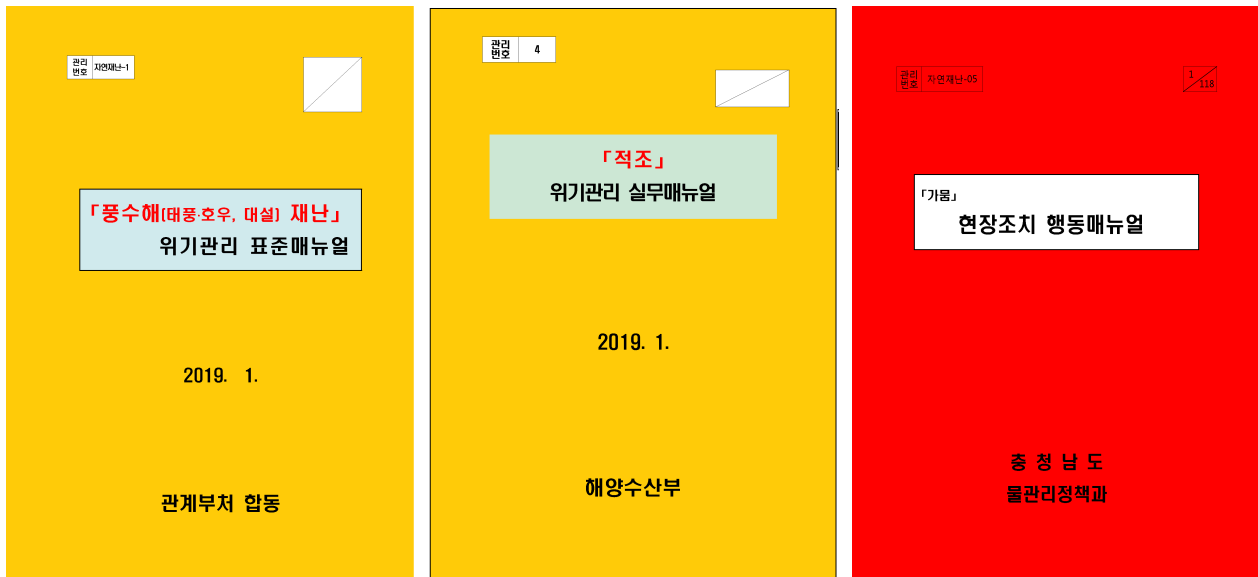 관리
번호
자연재난-1
「풍수해(태풍·호우, 대설) 재난」
위기관리 표준매뉴얼
2019. 1.
관계부처 합동
관리
번호
4
「적조」
위기관리 실무매뉴얼
2019. 1.
해양수산부
관리
번호
자연재난-05
1
118
「가뭄」
현장조치 행동매뉴얼
충 청 남 도
물관리정책과